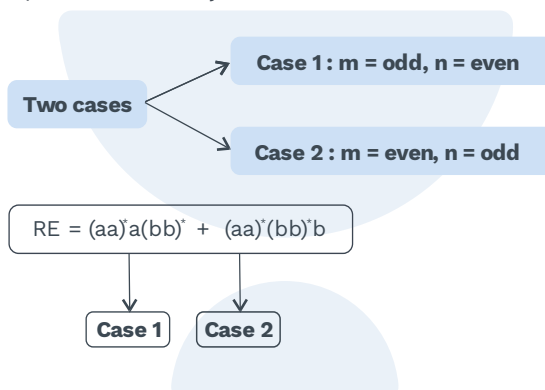 Case 1 : m = odd, n = even
Two cases
Case 2 : m = even, n = odd
RE = (aa)*a(bb)* + (aa)*(bb)*b
Case 1 Case 2